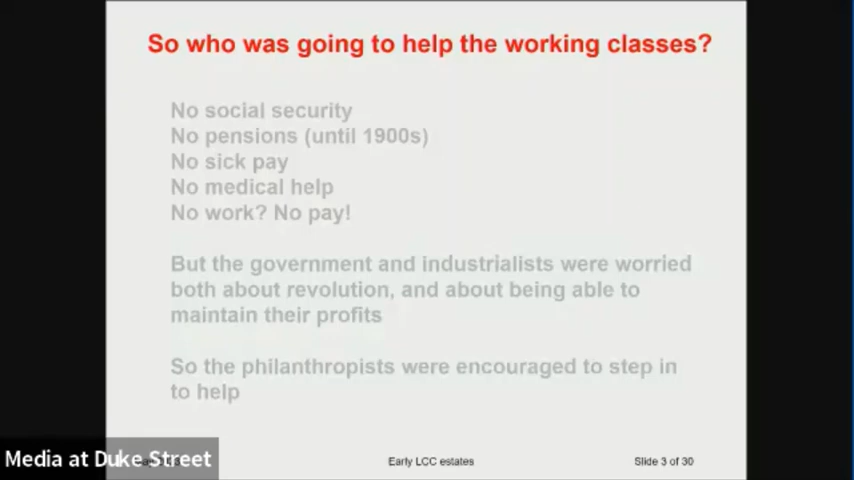 So who was going to help the working classes?
No social security
No pensions (until 1900s)
No sick pay
No medical help
No work? No pay!
But the government and industrialists were worried
both about revolution, and about being able to
maintain their profits
So the philanthropists were encouraged to step in
to help
Media at Duke Street
Early LCC estates
Slide 3 of 30